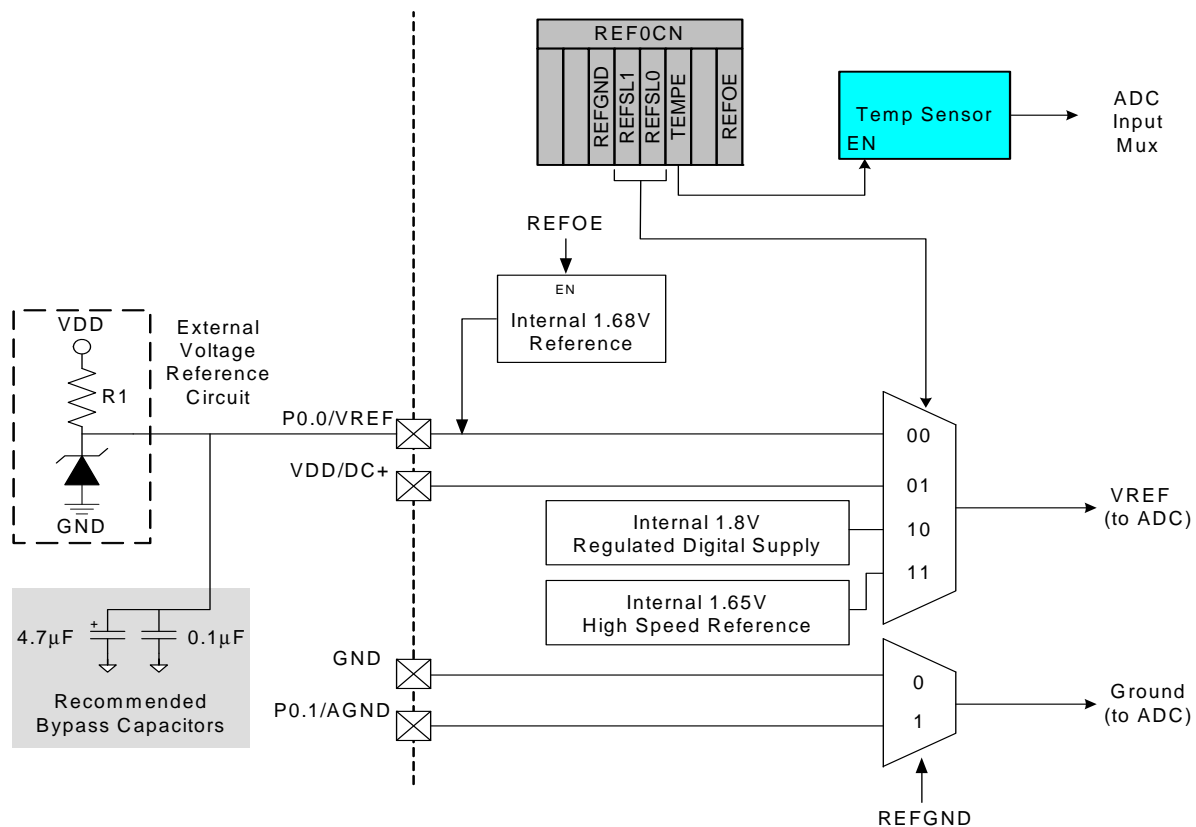 REF0CN
REFGND
REFSL1
REFSL0
TEMPE
REFOE
Temp Sensor
EN
ADC
Input
Mux
REFOE
EN
Internal 1.68V
Reference
VDD
R1
GND
External
Voltage
Reference
Circuit
P0.0/VREF
VDD/DC+
00
01
10
11
Internal 1.8V
Regulated Digital Supply
Internal 1.65V
High Speed Reference
VREF
(to ADC)
4.7μF
+
0.1μF
Recommended
Bypass Capacitors
GND
P0.1/AGND
0
1
Ground
(to ADC)
REFGND